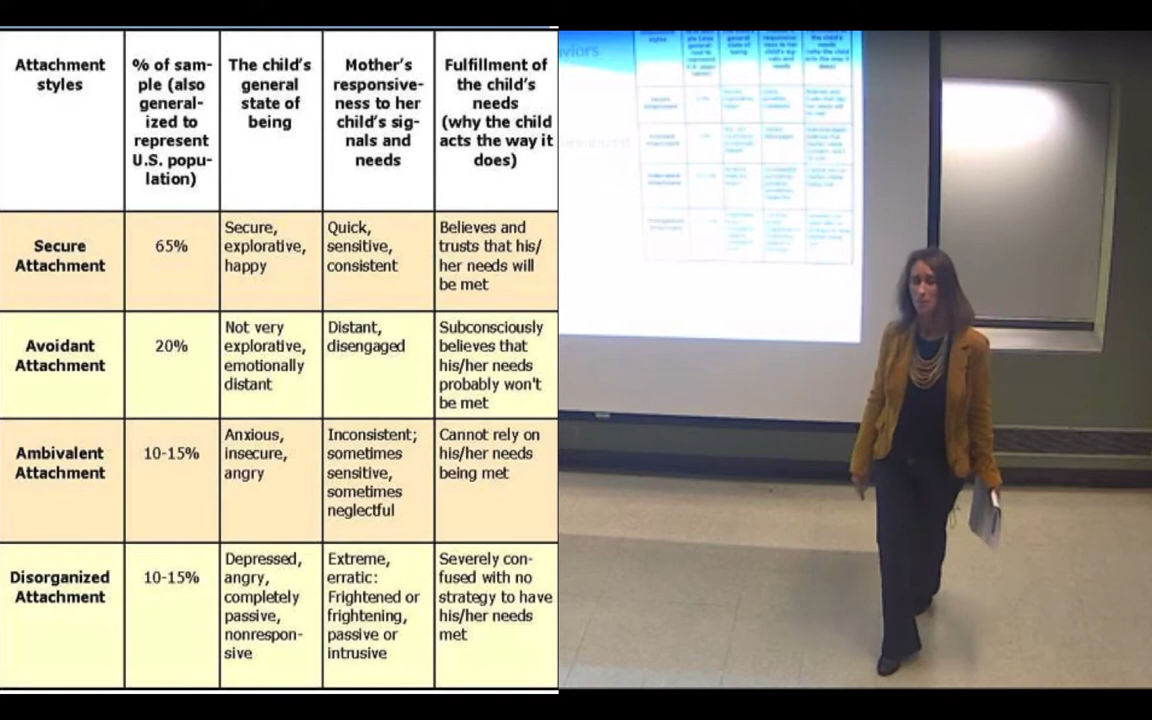 Attachment
styles
% of sam-
ple (also
general-
ized to
represent
U.S. popu-
lation)
The child's
general
state of
being
Mother's
responsive-
ness to her
child's sig-
nals and
needs
Fulfillment of
the child's
needs
(why the child
acts the way it
does)
Secure
Attachment
65%
Secure,
explorative,
happy
Quick,
sensitive,
consistent
Believes and
trusts that his/
her needs will
be met
Avoidant
Attachment
20%
Not very
explorative,
emotionally
distant
Distant,
disengaged
Subconsciously
believes that
his/her needs
probably won't
be met
Ambivalent
Attachment
10-15%
Anxious,
insecure,
angry
Inconsistent;
sometimes
sensitive,
sometimes
neglectful
Cannot rely on
his/her needs
being met
Disorganized
Attachment
10-15%
Depressed,
angry,
completely
passive,
nonrespon-
sive
Extreme,
erratic:
Frightened or
frightening,
passive or
intrusive
Severely con-
fused with no
strategy to have
his/her needs
met